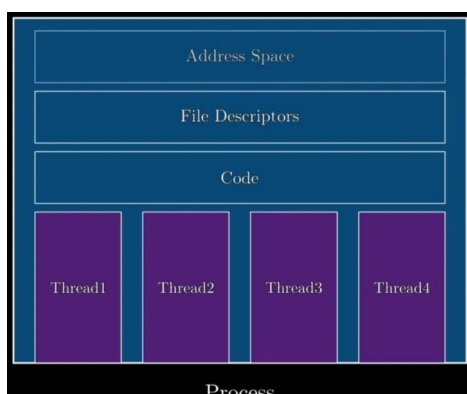 Address Space
File Descriptors
Code
Thread1 Thread2 Thread3 Thread4
Process